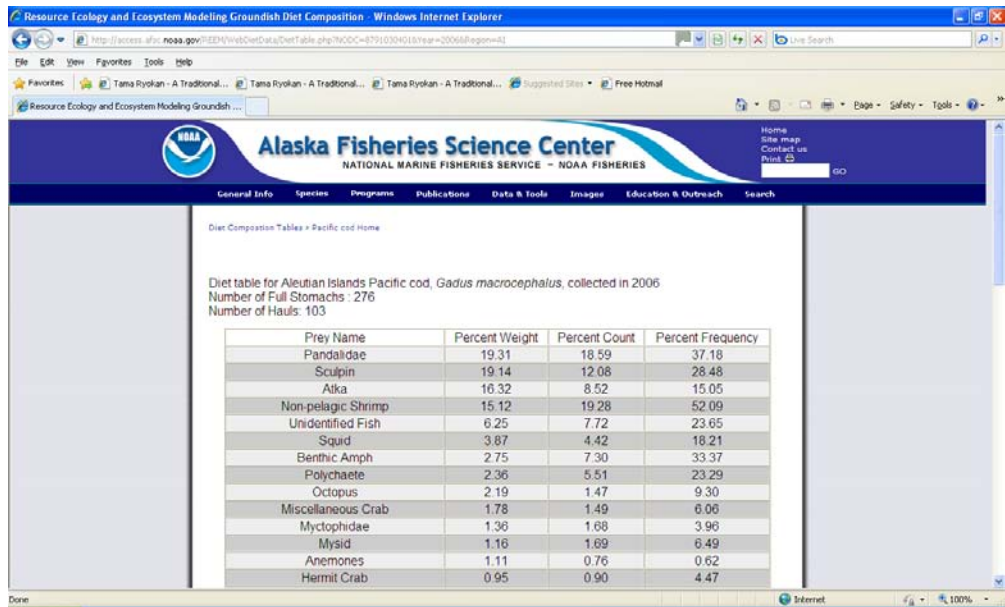 Resource Ecology and Ecosystem Modeling Groundish Diet Composition - Windows Internet Explorer
Live Search
File Edit View Favorites Tools Help
Favorites Tama Ryokan - A Traditional... Tama Ryokan - A Traditional... Tama Ryokan - A Traditional... Suggested Sites Free Hotmail
Resource Ecology and Ecosystem Modeling Groundish ... Page Safety Tools
NOAA Alaska Fisheries Science Center
NATIONAL MARINE FISHERIES SERVICE - NOAA FISHERIES
Home
Site map
Contact us
Print
GO
General Info Species Programs Publications Data & Tools Images Education & Outreach Search
Diet Compostion Tables > Pacific cod Home
Diet table for Aleutian Islands Pacific cod, Gadus macrocephalus, collected in 2006
Number of Full Stomachs : 276
Number of Hauls: 103
Prey Name Percent Weight Percent Count Percent Frequency
Pandalidae 19.31 18.59 37.18
Sculpin 19.14 12.08 28.48
Atka 16.32 8.52 15.05
Non-pelagic Shrimp 15.12 19.28 52.09
Unidentified Fish 6.25 7.72 23.65
Squid 3.87 4.42 18.21
Benthic Amph 2.75 7.30 33.37
Polychaete 2.36 5.51 23.29
Octopus 2.19 1.47 9.30
Miscellaneous Crab 1.78 1.49 6.06
Myctophidae 1.36 1.68 3.96
Mysid 1.16 1.69 6.49
Anemones 1.11 0.76 0.62
Hermit Crab 0.95 0.90 4.47
Done Internet 100%